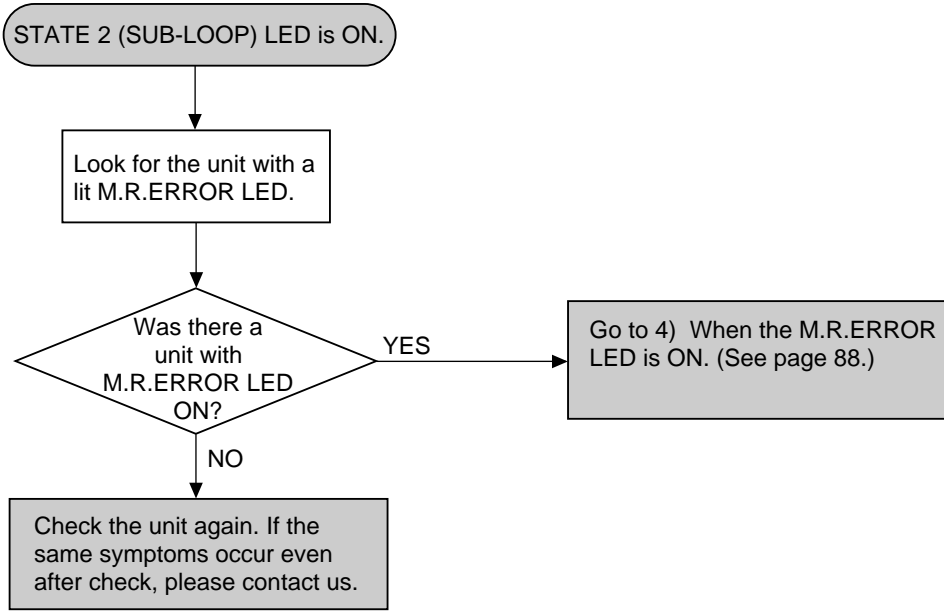 STATE 2 (SUB-LOOP) LED is ON.
Look for the unit with a
lit M.R.ERROR LED.
Was there a
unit with
M.R.ERROR LED
ON?
YES
Go to 4) When the M.R.ERROR
LED is ON. (See page 88.)
NO
Check the unit again. If the
same symptoms occur even
after check, please contact us.